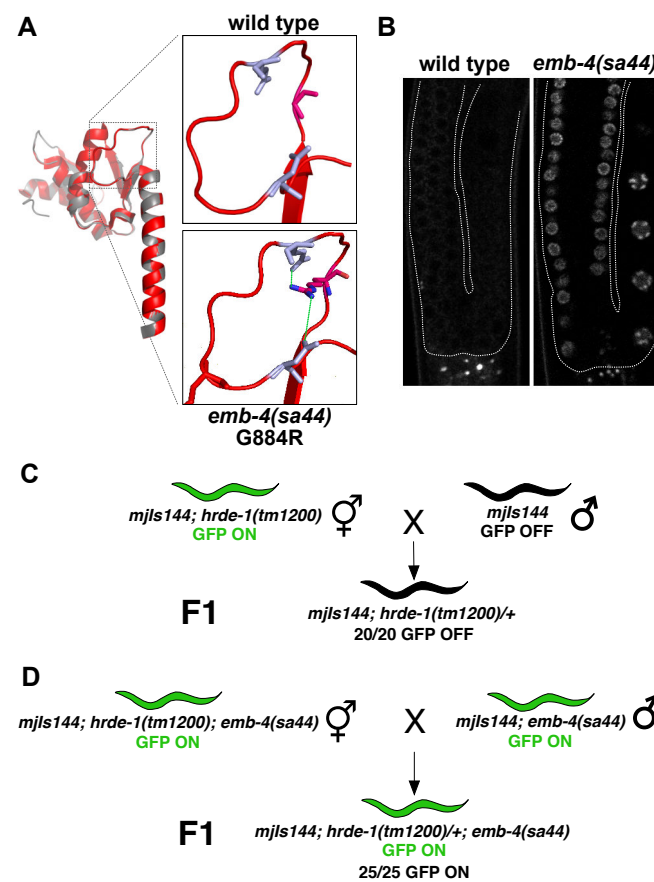 A
wild type
emb-4(sa44)
G884R
B
wild type
emb-4(sa44)
C
mjIs144; hrde-1(tm1200)
GFP ON
⚥
X
mjIs144
GFP OFF
♂
F1
mjIs144; hrde-1(tm1200)/+
20/20 GFP OFF
D
mjIs144; hrde-1(tm1200); emb-4(sa44)
GFP ON
⚥
X
mjIs144; emb-4(sa44)
GFP ON
♂
F1
mjIs144; hrde-1(tm1200)/+; emb-4(sa44)
GFP ON
25/25 GFP ON